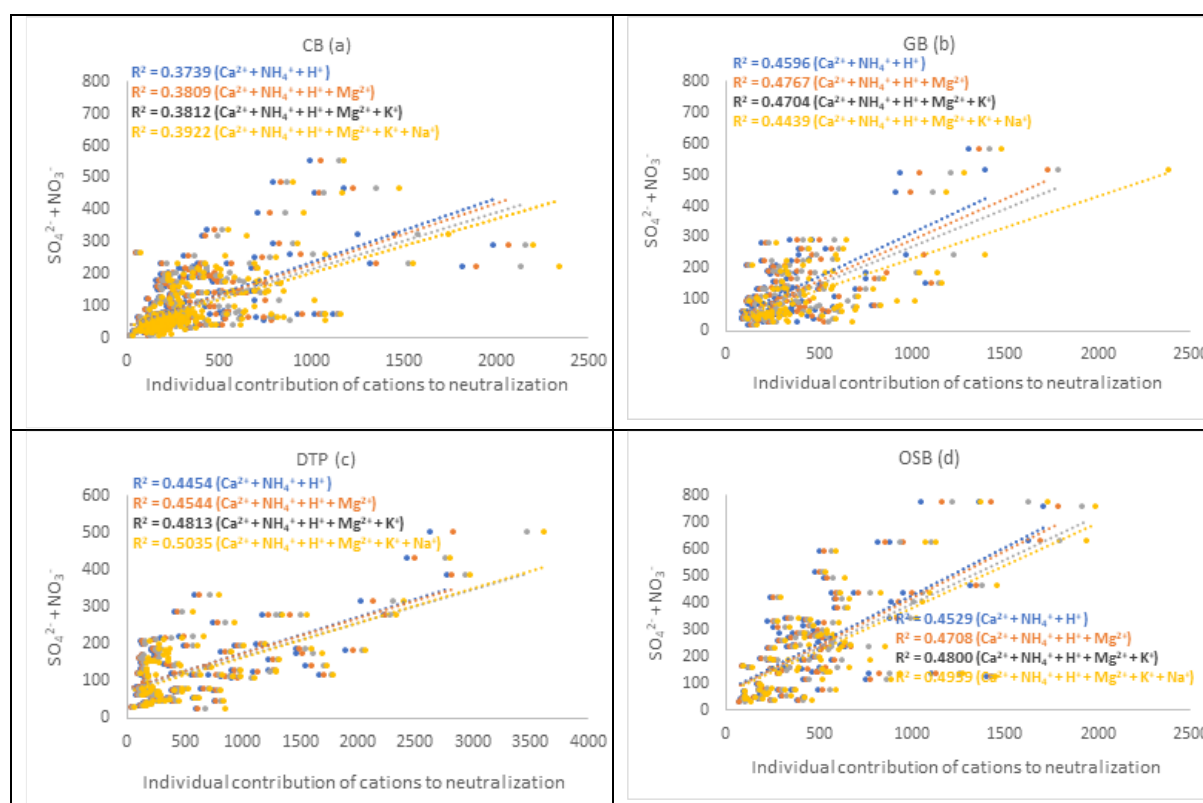 CB (a)
R² = 0.3739 (Ca²⁺ + NH₄⁺ + H⁺)
R² = 0.3809 (Ca²⁺ + NH₄⁺ + H⁺ + Mg²⁺)
R² = 0.3812 (Ca²⁺ + NH₄⁺ + H⁺ + Mg²⁺ + K⁺)
R² = 0.3922 (Ca²⁺ + NH₄⁺ + H⁺ + Mg²⁺ + K⁺ + Na⁺)
800
700
600
500
400
300
200
100
0
SO₄²⁻ + NO₃⁻
0 500 1000 1500 2000 2500
Individual contribution of cations to neutralization
GB (b)
R² = 0.4596 (Ca²⁺ + NH₄⁺ + H⁺)
R² = 0.4767 (Ca²⁺ + NH₄⁺ + H⁺ + Mg²⁺)
R² = 0.4704 (Ca²⁺ + NH₄⁺ + H⁺ + Mg²⁺ + K⁺)
R² = 0.4439 (Ca²⁺ + NH₄⁺ + H⁺ + Mg²⁺ + K⁺ + Na⁺)
800
700
600
500
400
300
200
100
0
SO₄²⁻ + NO₃⁻
0 500 1000 1500 2000 2500
Individual contribution of cations to neutralization
DTP (c)
R² = 0.4454 (Ca²⁺ + NH₄⁺ + H⁺)
R² = 0.4544 (Ca²⁺ + NH₄⁺ + H⁺ + Mg²⁺)
R² = 0.4813 (Ca²⁺ + NH₄⁺ + H⁺ + Mg²⁺ + K⁺)
R² = 0.5035 (Ca²⁺ + NH₄⁺ + H⁺ + Mg²⁺ + K⁺ + Na⁺)
600
500
400
300
200
100
0
SO₄²⁻ + NO₃⁻
0 500 1000 1500 2000 2500 3000 3500 4000
Individual contribution of cations to neutralization
OSB (d)
800
700
600
500
400
300
200
100
0
SO₄²⁻ + NO₃⁻
R² = 0.4529 (Ca²⁺ + NH₄⁺ + H⁺)
R² = 0.4708 (Ca²⁺ + NH₄⁺ + H⁺ + Mg²⁺)
R² = 0.4800 (Ca²⁺ + NH₄⁺ + H⁺ + Mg²⁺ + K⁺)
R² = 0.4959 (Ca²⁺ + NH₄⁺ + H⁺ + Mg²⁺ + K⁺ + Na⁺)
0 500 1000 1500 2000 2500
Individual contribution of cations to neutralization